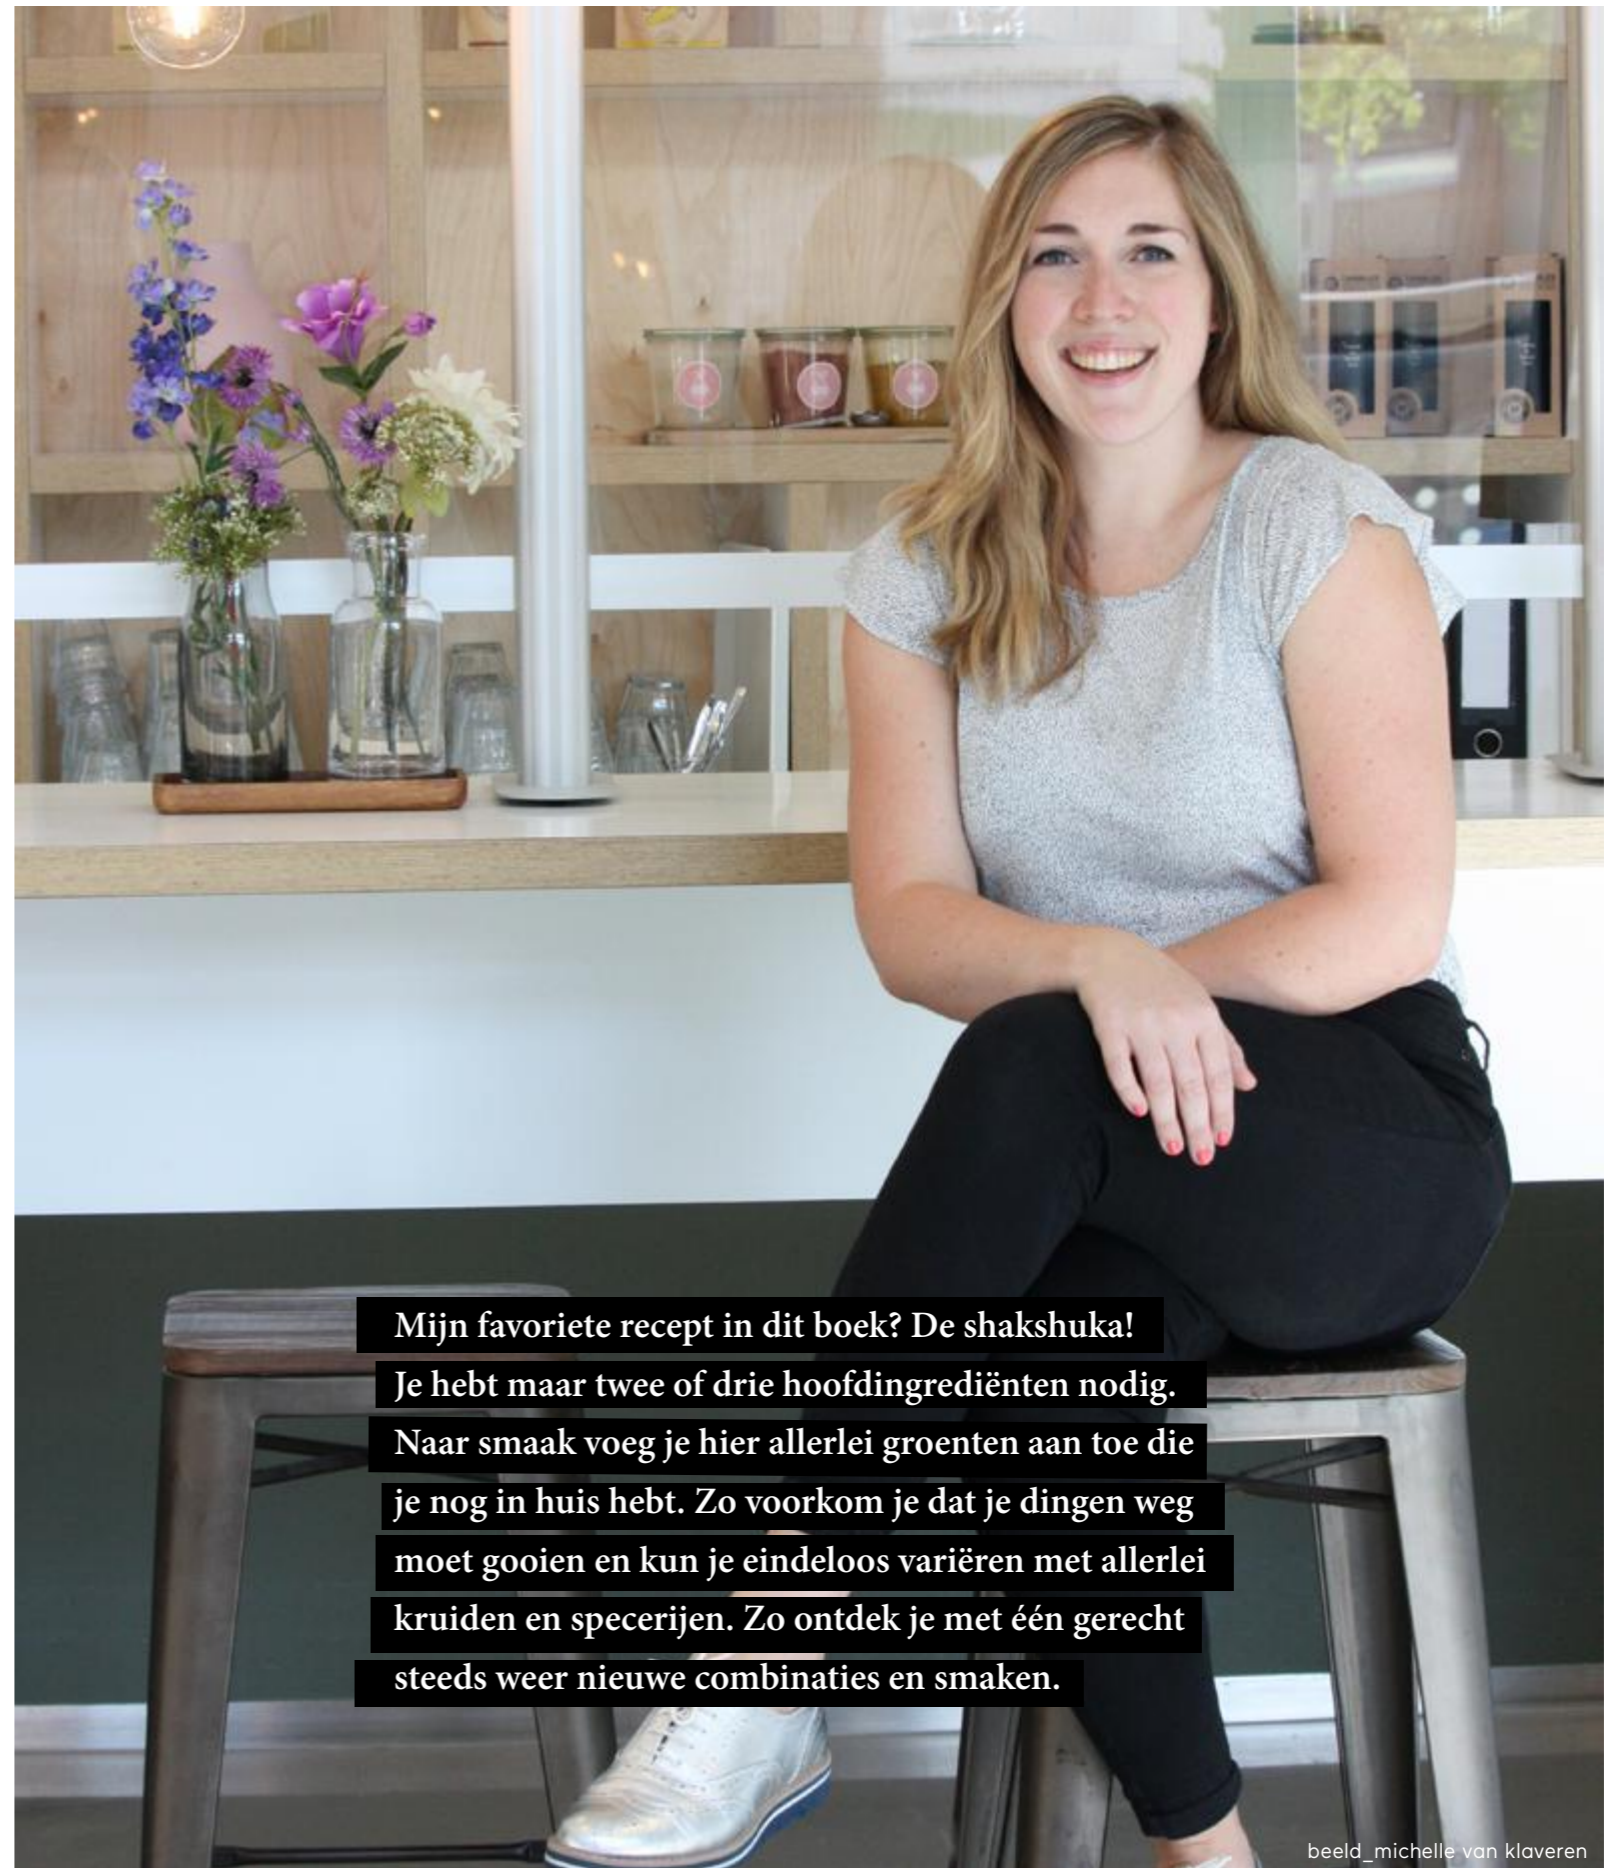 Mijn favoriete recept in dit boek? De shakshuka!
Je hebt maar twee of drie hoofdingrediënten nodig.
Naar smaak voeg je hier allerlei groenten aan toe die
je nog in huis hebt. Zo voorkom je dat je dingen weg
moet gooien en kun je eindeloos variëren met allerlei
kruiden en specerijen. Zo ontdek je met één gerecht
steeds weer nieuwe combinaties en smaken.
beeld_michelle van klaveren